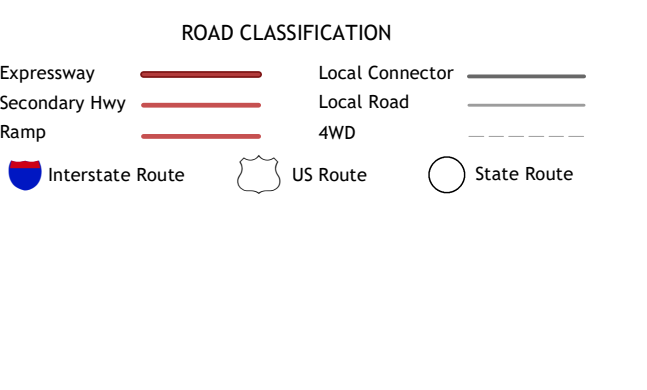 ROAD CLASSIFICATION
Expressway
Local Connector
Secondary Hwy
Local Road
Ramp
4WD
Interstate Route
US Route
State Route